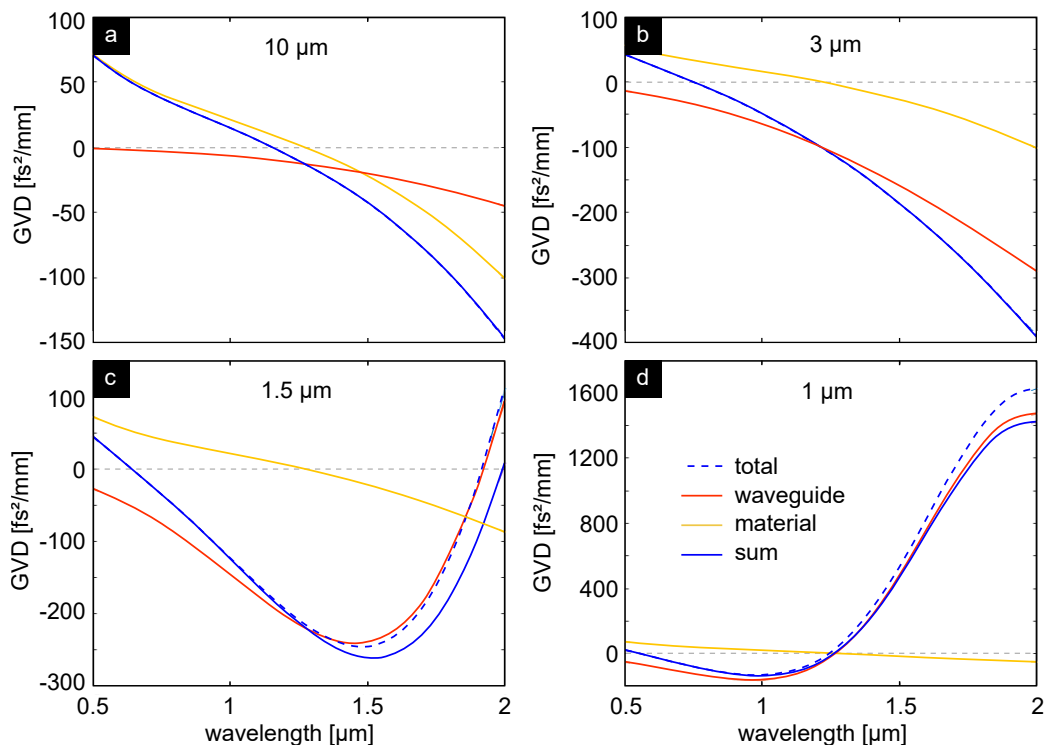 a
10 µm
100
50
0
-50
-100
-150
GVD [fs²/mm]
b
3 µm
100
0
-100
-200
-300
-400
GVD [fs²/mm]
c
1.5 µm
100
0
-100
-200
-300
GVD [fs²/mm]
0.5
1
1.5
2
wavelength [µm]
d
1 µm
1600
1200
800
400
0
GVD [fs²/mm]
total
waveguide
material
sum
0.5
1
1.5
2
wavelength [µm]